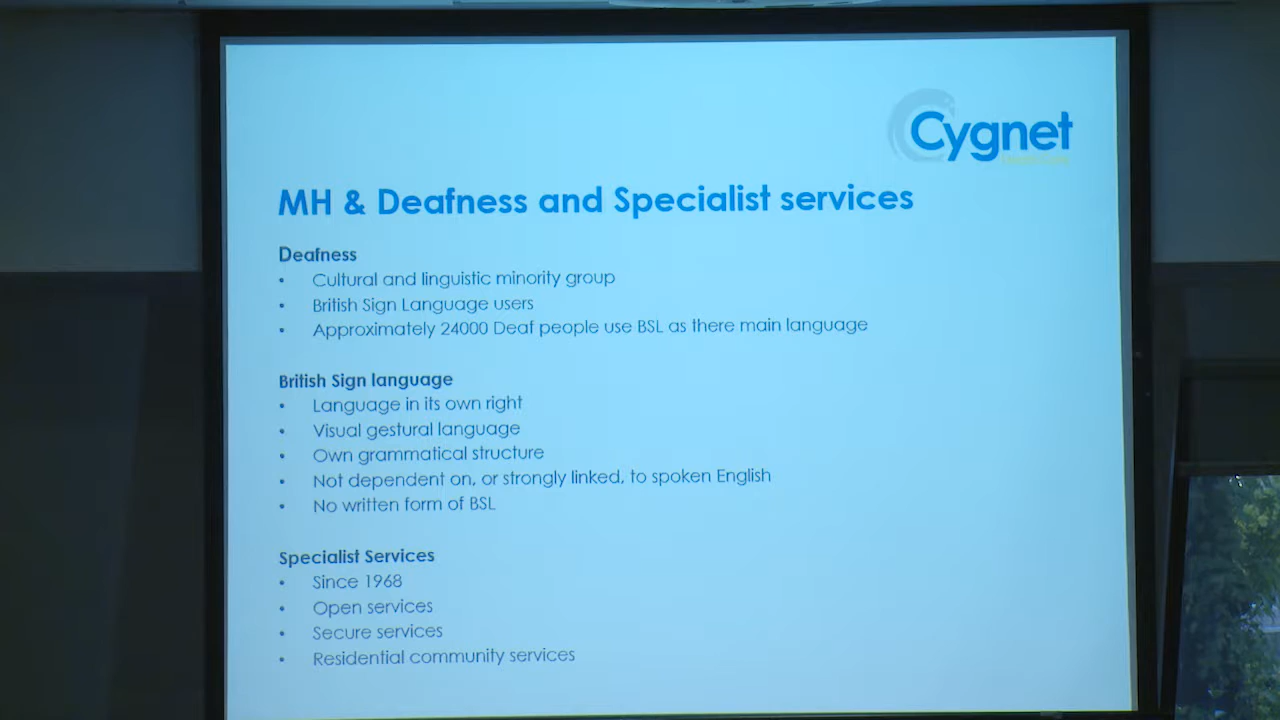 Cygnet
MH & Deafness and Specialist services
Deafness
• Cultural and linguistic minority group
• British Sign Language users
• Approximately 24000 Deaf people use BSL as there main language
British Sign language
• Language in its own right
• Visual gestural language
• Own grammatical structure
• Not dependent on, or strongly linked, to spoken English
• No written form of BSL
Specialist Services
• Since 1968
• Open services
• Secure services
• Residential community services